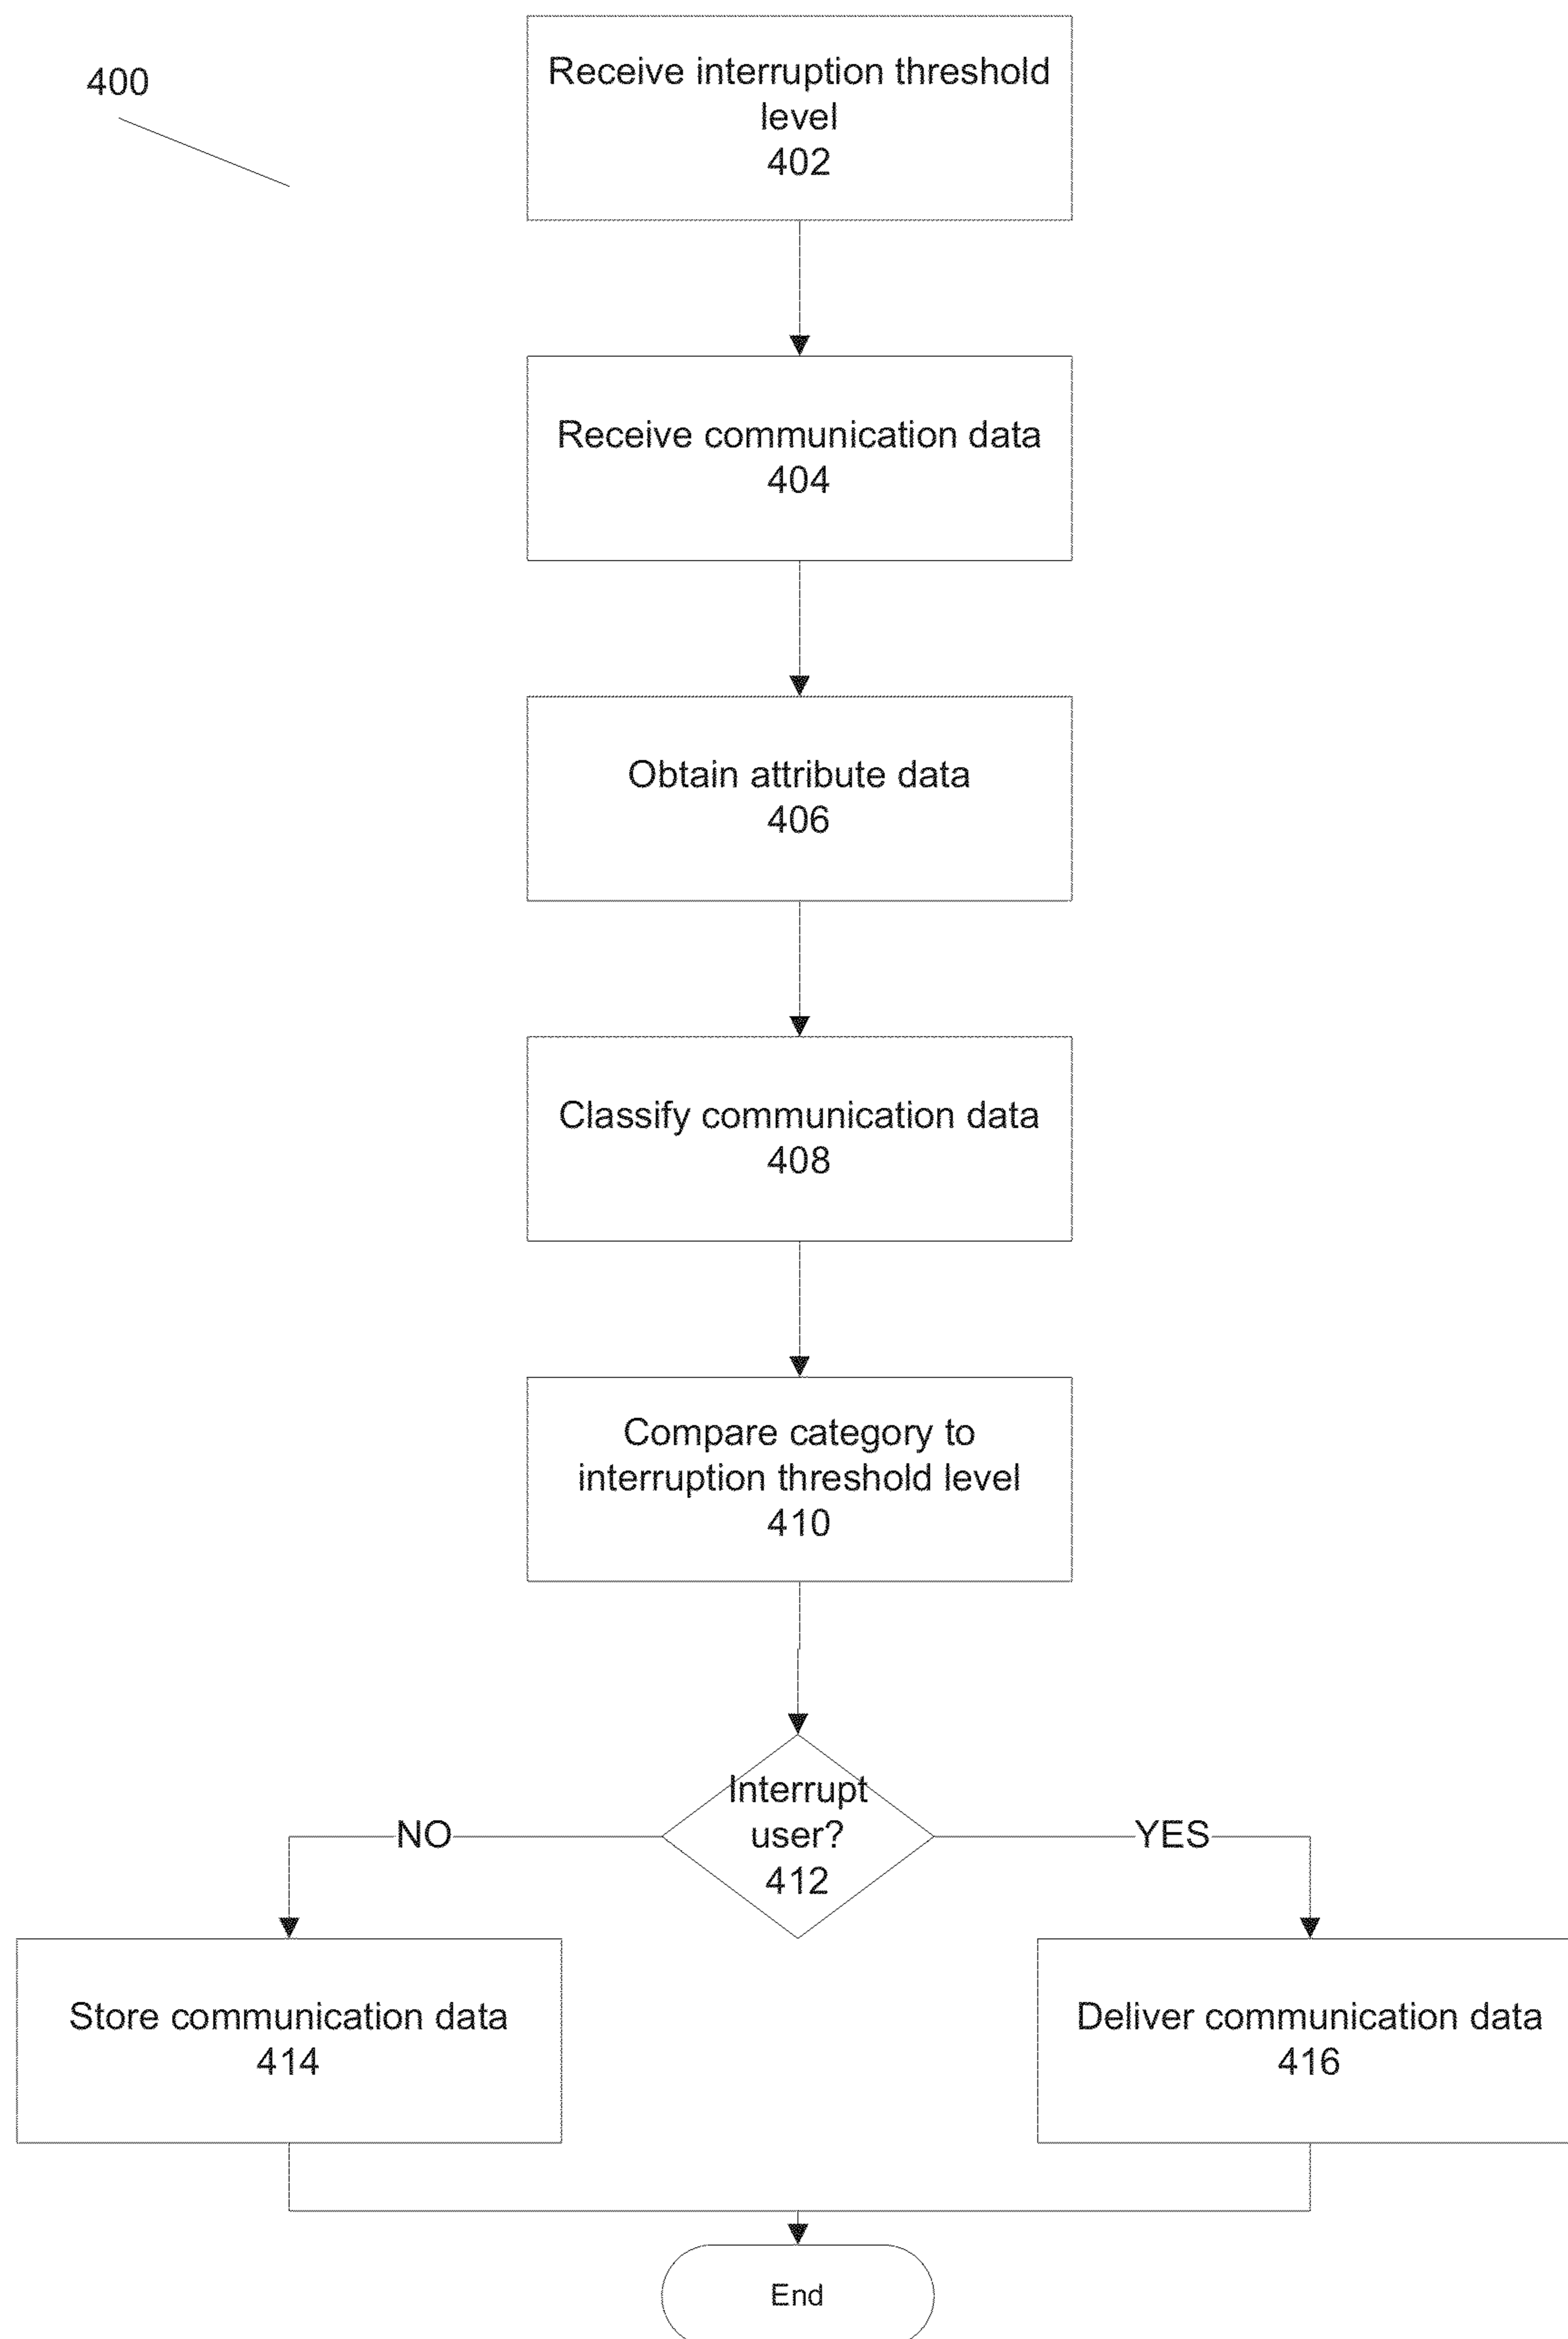 400
Receive interruption threshold
level
402
Receive communication data
404
Obtain attribute data
406
Classify communication data
408
Compare category to
interruption threshold level
410
Interrupt
user?
412
NO
YES
Store communication data
414
Deliver communication data
416
End